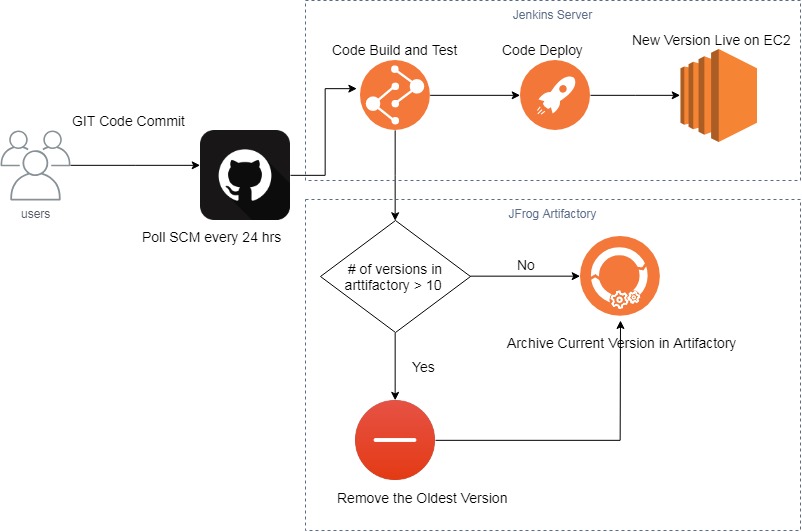 Jenkins Server
New Version Live on EC2
Code Build and Test
Code Deploy
GIT Code Commit
users
Poll SCM every 24 hrs
JFrog Artifactory
# of versions in
arttifactory > 10
No
Archive Current Version in Artifactory
Yes
Remove the Oldest Version